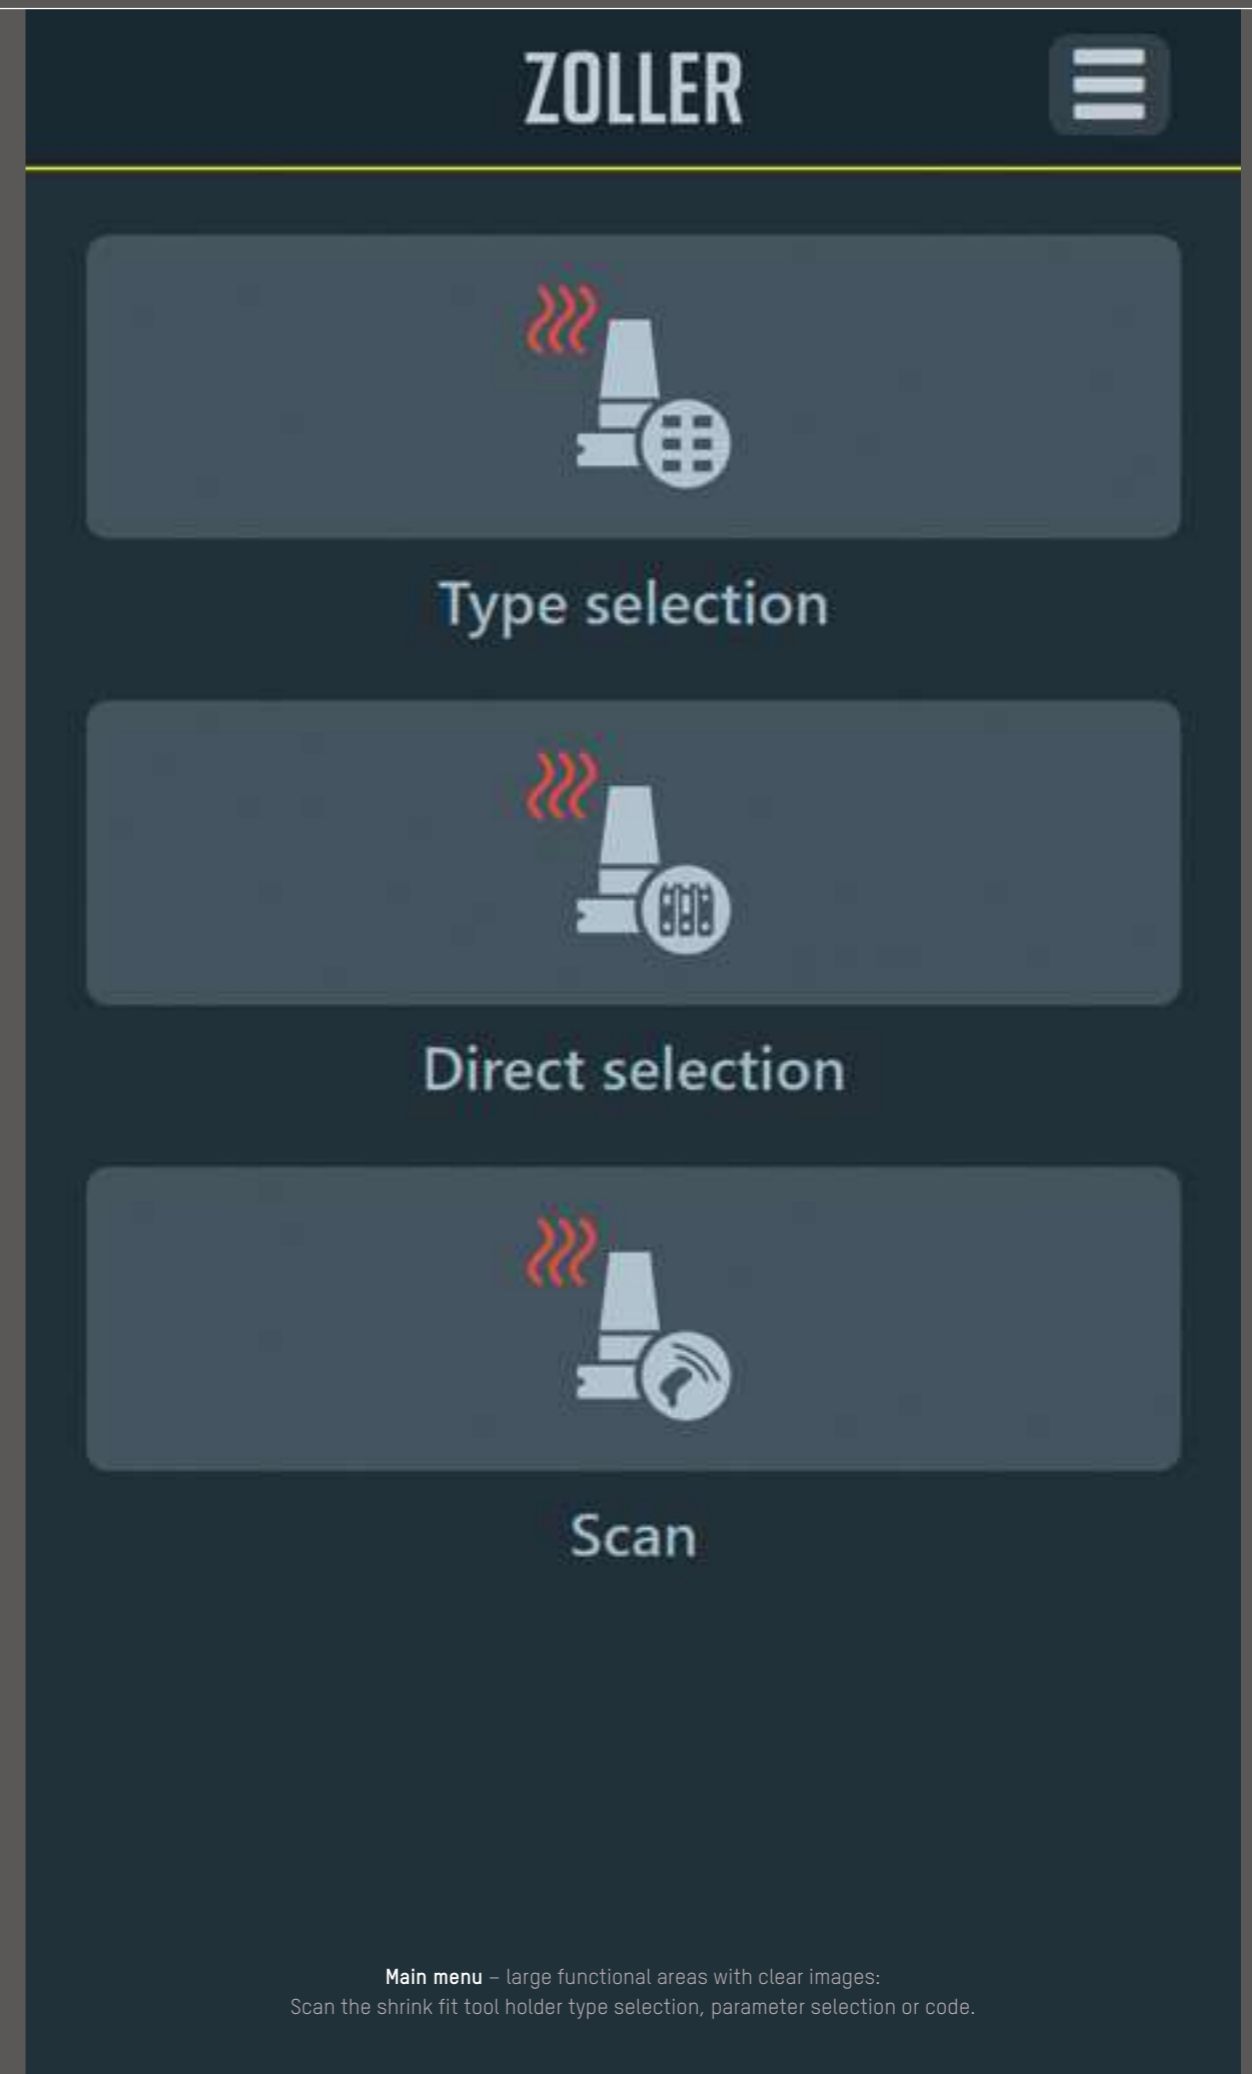 ZOLLER
Type selection
Direct selection
Scan
Main menu – large functional areas with clear images:
Scan the shrink fit tool holder type selection, parameter selection or code.